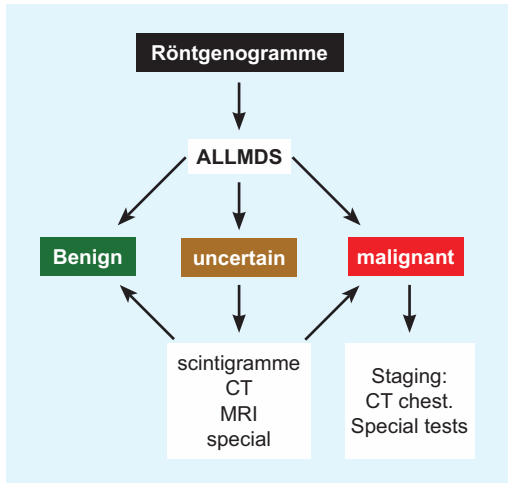 Röntgenogramme
ALLMDS
Benign
uncertain
malignant
scintigramme
CT
MRI
special
Staging:
CT chest.
Special tests